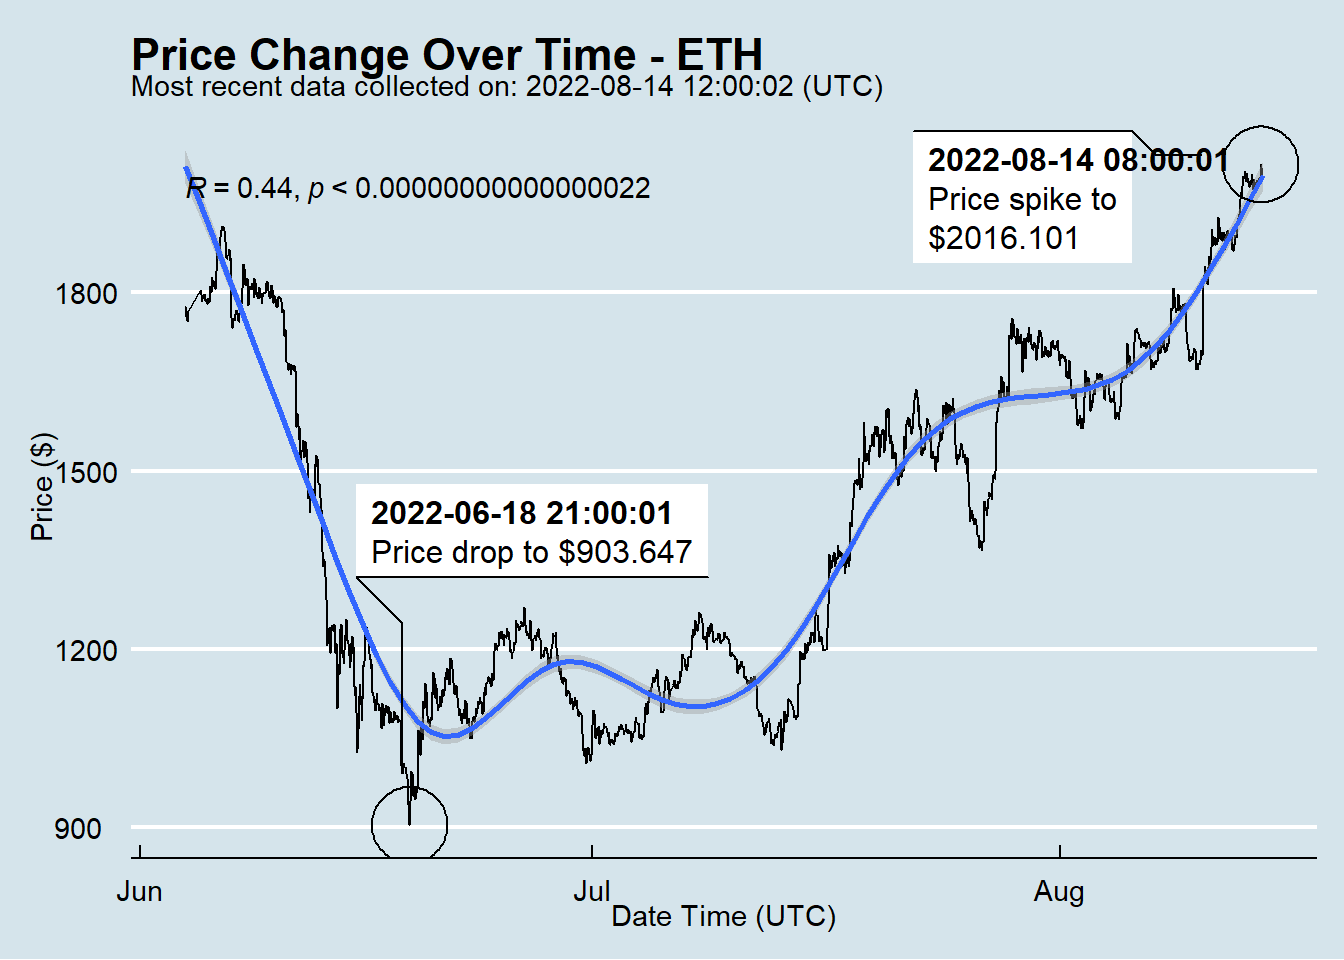 Price Change Over Time - ETH
Most recent data collected on: 2022-08-14 12:00:02 (UTC)
2022-08-14 08:00:01
Price spike to
$2016.101
R = 0.44, p < 0.00000000000000022
1800
1500
1200
900
Price ($)
2022-06-18 21:00:01
Price drop to $903.647
Jun
Jul
Aug
Date Time (UTC)